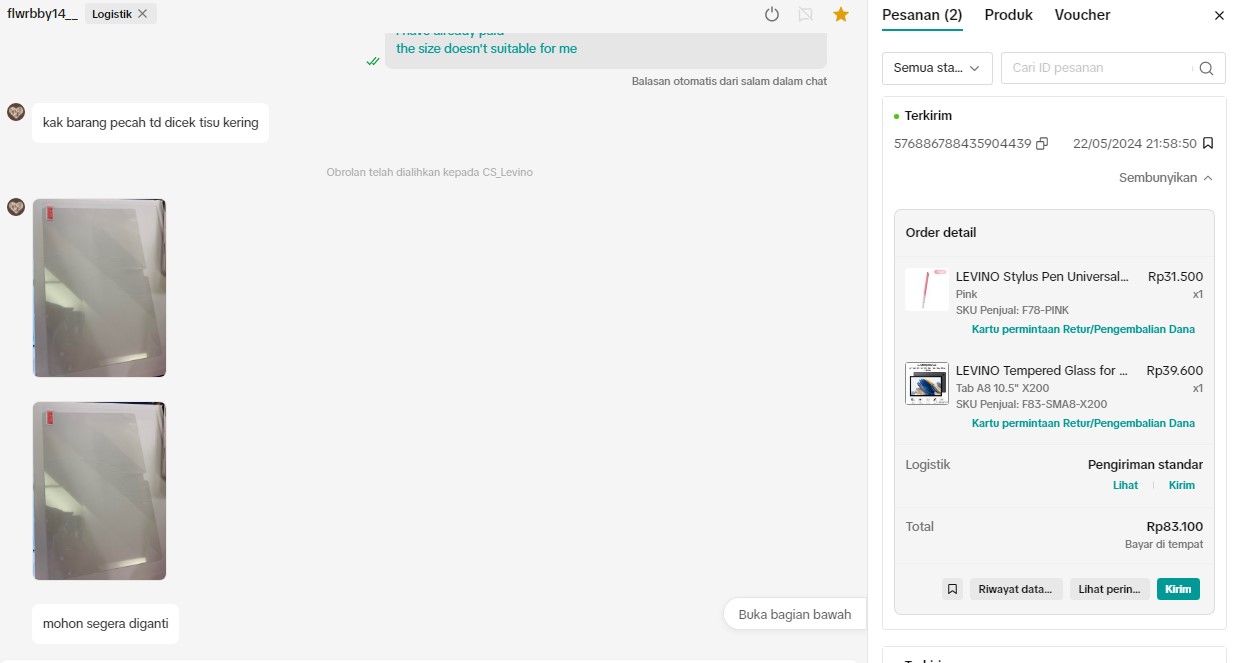 flwrbby14__
Logistik
I have already paid
the size doesn't suitable for me
Balasan otomatis dari salam dalam chat
kak barang pecah td dicek tisu kering
Obrolan telah dialihkan kepada CS_Levino
mohon segera diganti
Buka bagian bawah
Pesanan (2) Produk Voucher
Semua sta... Cari ID pesanan
Terkirim
576886788435904439 22/05/2024 21:58:50
Sembunyikan
Order detail
LEVINO Stylus Pen Universal... Rp31.500
Pink x1
SKU Penjual: F78-PINK
Kartu permintaan Retur/Pengembalian Dana
LEVINO Tempered Glass for ... Rp39.600
Tab A8 10.5" X200 x1
SKU Penjual: F83-SMA8-X200
Kartu permintaan Retur/Pengembalian Dana
Logistik Pengiriman standar
Lihat Kirim
Total Rp83.100
Bayar di tempat
Riwayat data... Lihat perin... Kirim